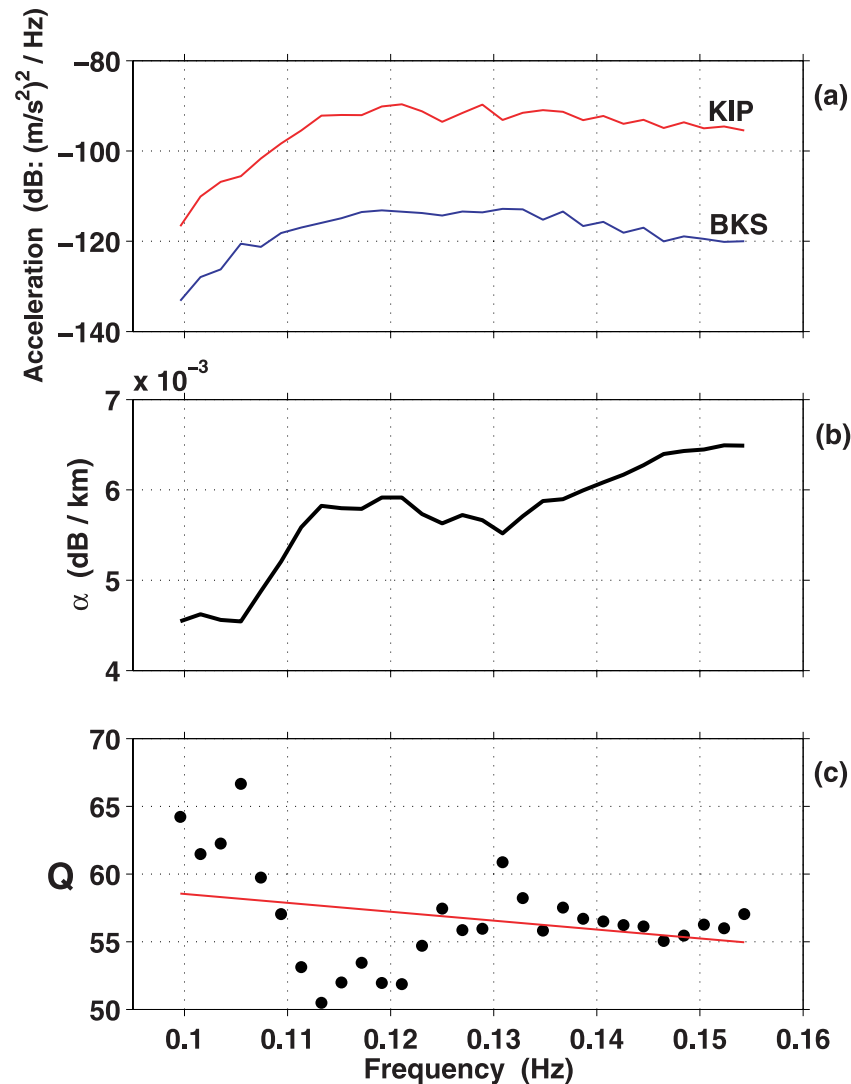 Acceleration (dB: (m/s²)² / Hz)
−80
−100
−120
−140
KIP
BKS
(a)
x 10⁻³
α (dB / km)
7
6
5
4
(b)
Q
70
65
60
55
50
(c)
0.1 0.11 0.12 0.13 0.14 0.15 0.16
Frequency (Hz)